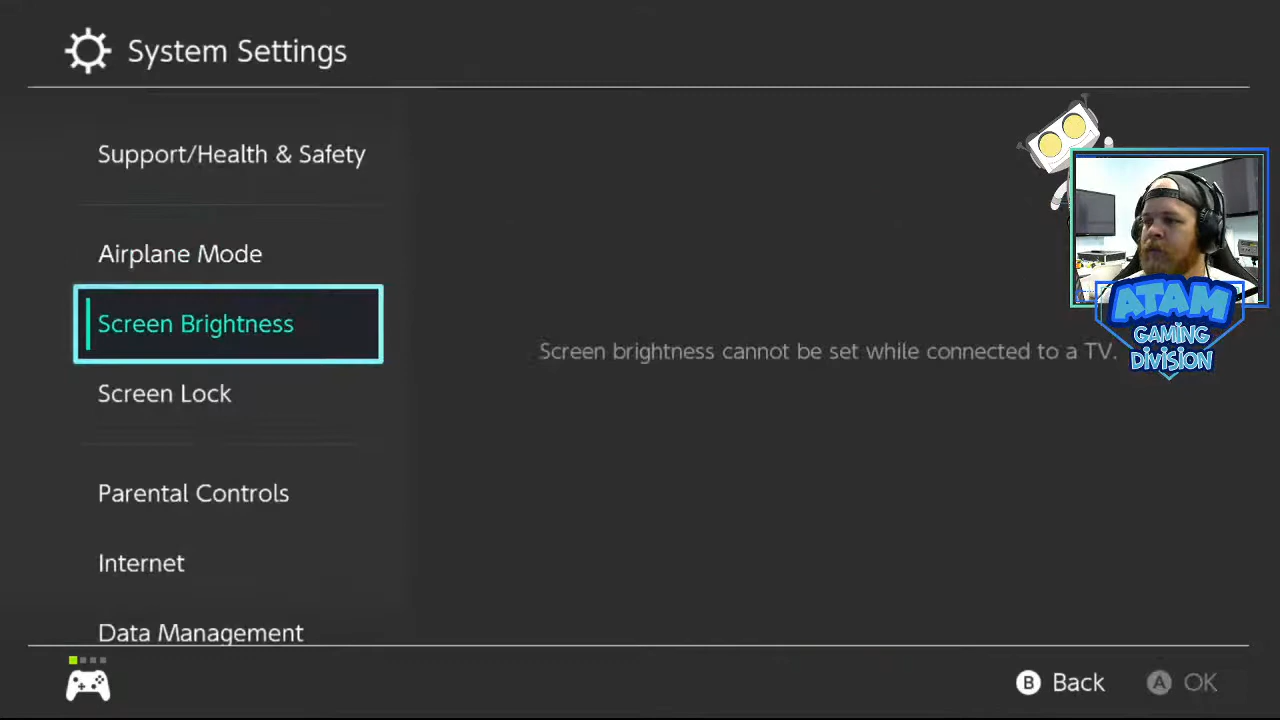 System Settings
Support/Health & Safety
Airplane Mode
Screen Brightness
Screen Lock
Parental Controls
Internet
Data Management
Screen brightness cannot be set while connected to a TV.
ATAM
GAMING
DIVISION
B Back
A OK